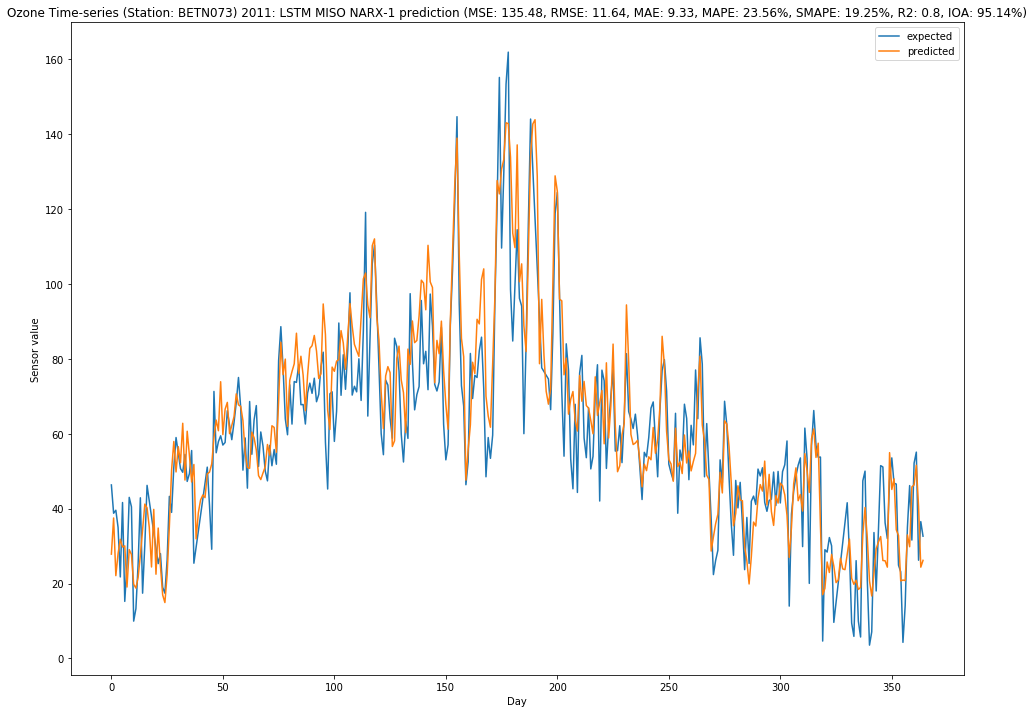 Ozone Time-series (Station: BETN073) 2011: LSTM MISO NARX-1 prediction (MSE: 135.48, RMSE: 11.64, MAE: 9.33, MAPE: 23.56%, SMAPE: 19.25%, R2: 0.8, IOA: 95.14%)
expected
predicted
160
140
120
100
80
60
40
20
0
Sensor value
0 50 100 150 200 250 300 350
Day